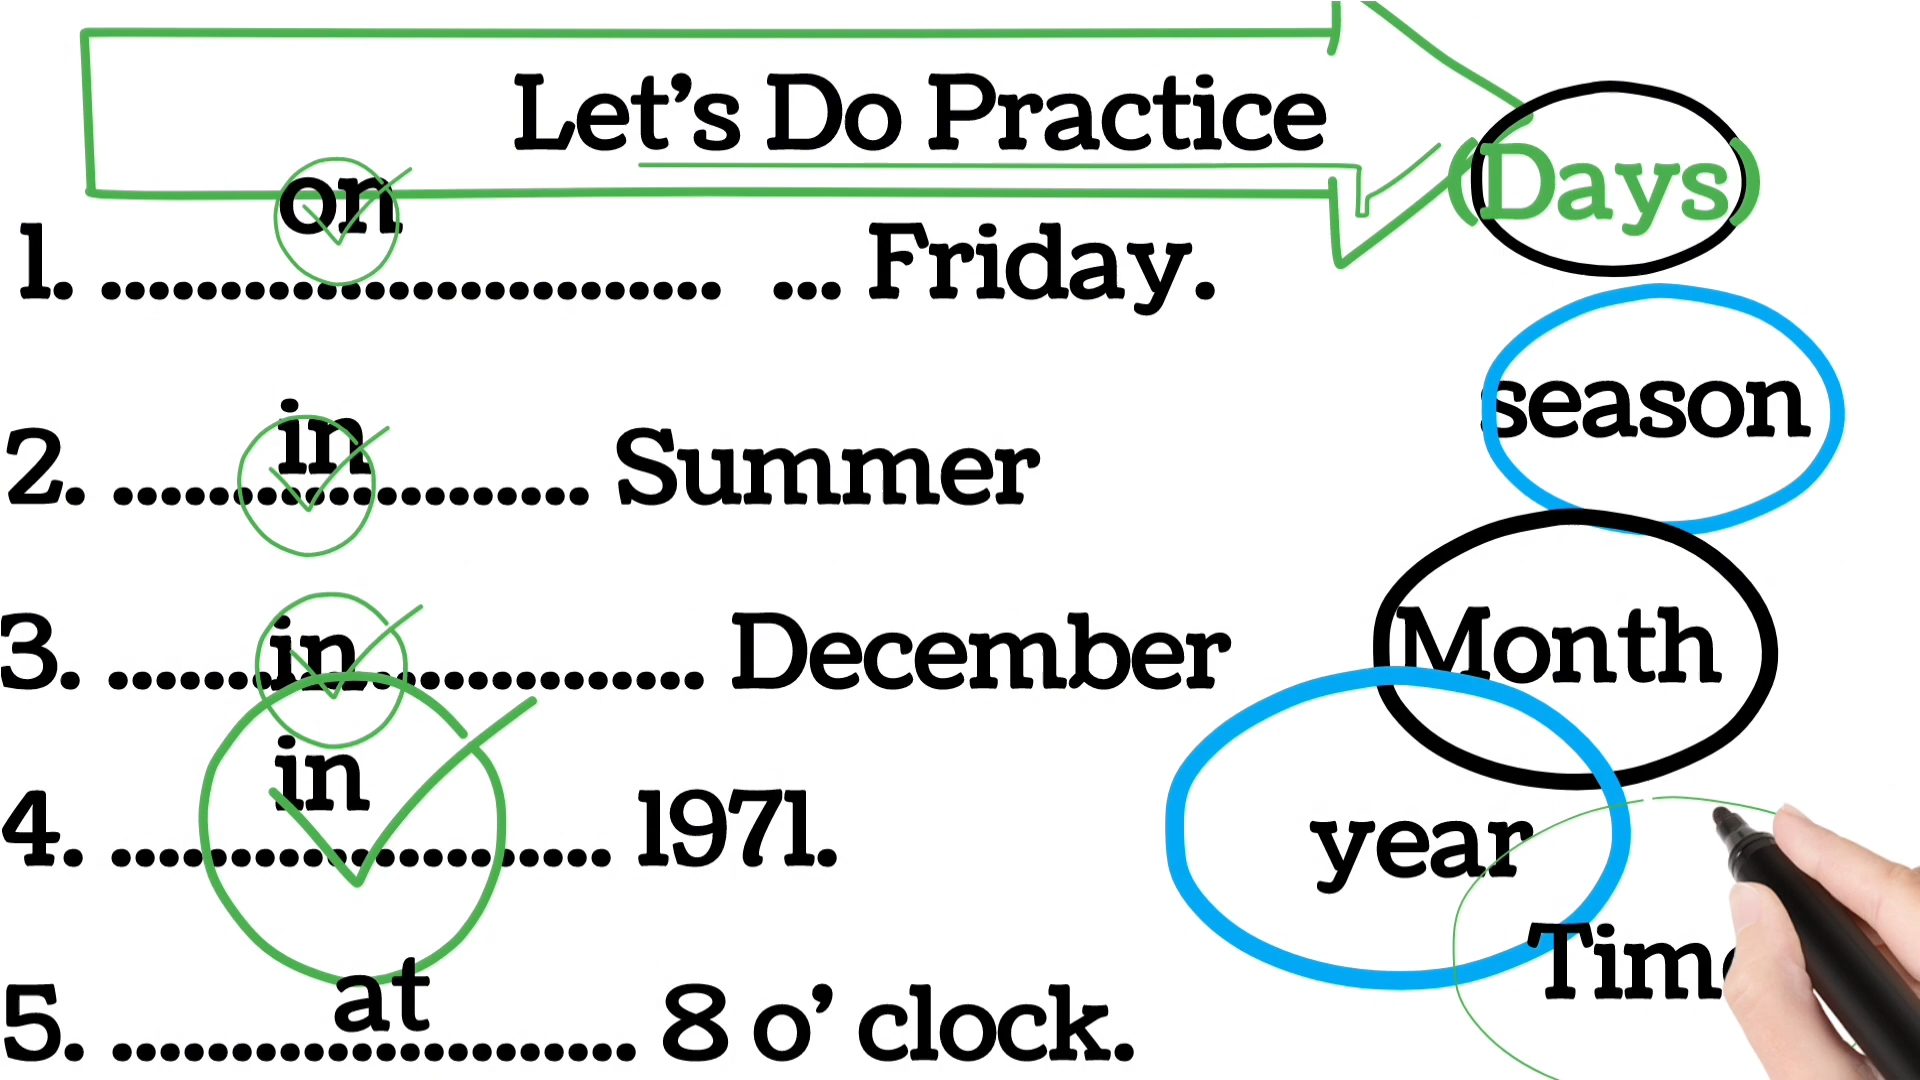 Let's Do Practice
(Days)
on
1. .......................... ... Friday.
season
in
2. .................... Summer
in
3. ......................... December
Month
in
4. ..................... 1971.
year
Time
at
5. ...................... 8 o' clock.